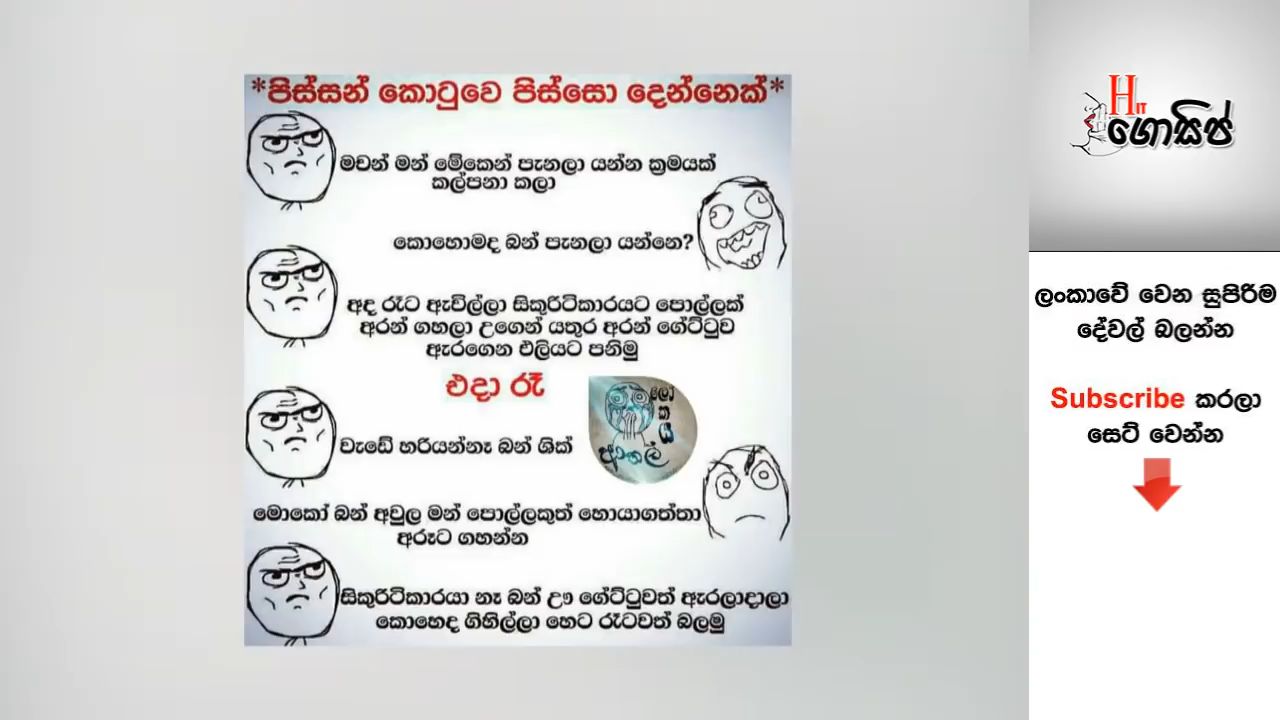 *පිස්සන් කොටුවෙ පිස්සො දෙන්නෙක්*
මචන් මන් මේකෙන් පැනලා යන්න ක්‍රමයක්
කල්පනා කලා
කොහොමද බන් පැනලා යන්නෙ?
අද රෑට ඇවිල්ලා සිකුරිටිකාරයට පොල්ලක්
අරන් ගහලා උගෙන් යතුර අරන් ගේට්ටුව
ඇරගෙන එලියට පනිමු
එදා රෑ
ලෝ
ක
ය
අතාල්
වැඩේ හරියන්නෑ බන් ශික්
මොකෝ බන් අවුල මන් පොල්ලකුත් හොයාගත්තා
අරූට ගහන්න
සිකුරිටිකාරයා නෑ බන් ඌ ගේට්ටුවත් ඇරලාදාලා
කොහෙද ගිහිල්ලා හෙට රෑටවත් බලමු
HIT
ගොසිප්
ලංකාවේ වෙන සුපිරිම
දේවල් බලන්න
Subscribe කරලා
සෙට් වෙන්න